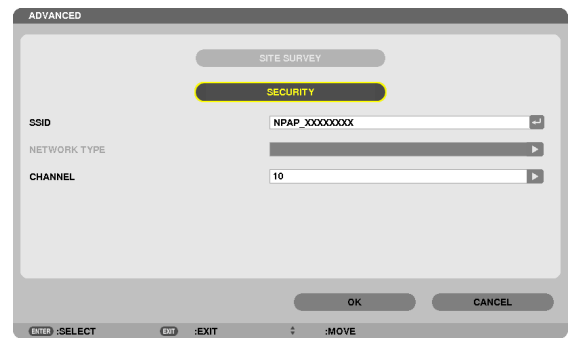 ADVANCED
SITE SURVEY
SECURITY
SSID NPAP_XXXXXXXX
NETWORK TYPE
CHANNEL 10
OK CANCEL
ENTER :SELECT EXIT :EXIT :MOVE